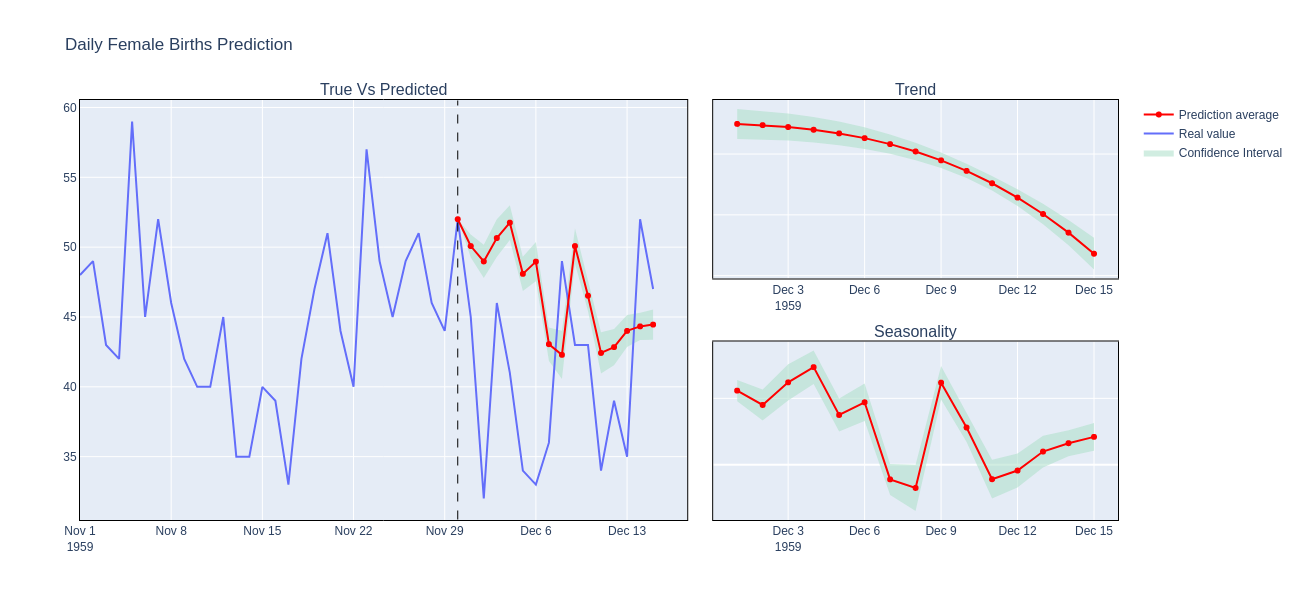 Daily Female Births Prediction
True Vs Predicted
60
55
50
45
40
35
Nov 1
1959
Nov 8
Nov 15
Nov 22
Nov 29
Dec 6
Dec 13
Trend
Dec 3
1959
Dec 6
Dec 9
Dec 12
Dec 15
Seasonality
Dec 3
1959
Dec 6
Dec 9
Dec 12
Dec 15
Prediction average
Real value
Confidence Interval